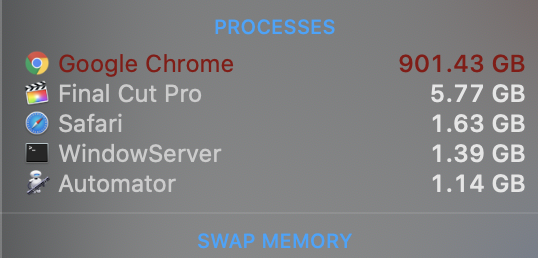 PROCESSES
Google Chrome 901.43 GB
Final Cut Pro 5.77 GB
Safari 1.63 GB
WindowServer 1.39 GB
Automator 1.14 GB
SWAP MEMORY